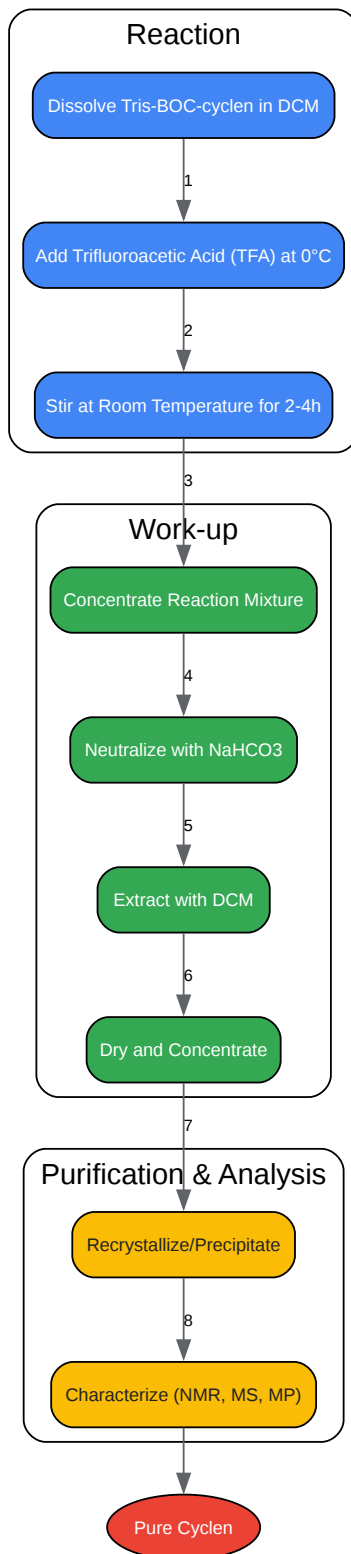 Reaction
Dissolve Tris-BOC-cyclen in DCM
1
Add Trifluoroacetic Acid (TFA) at 0°C
2
Stir at Room Temperature for 2-4h
3
Work-up
Concentrate Reaction Mixture
4
Neutralize with NaHCO3
5
Extract with DCM
6
Dry and Concentrate
7
Purification & Analysis
Recrystallize/Precipitate
8
Characterize (NMR, MS, MP)
Pure Cyclen